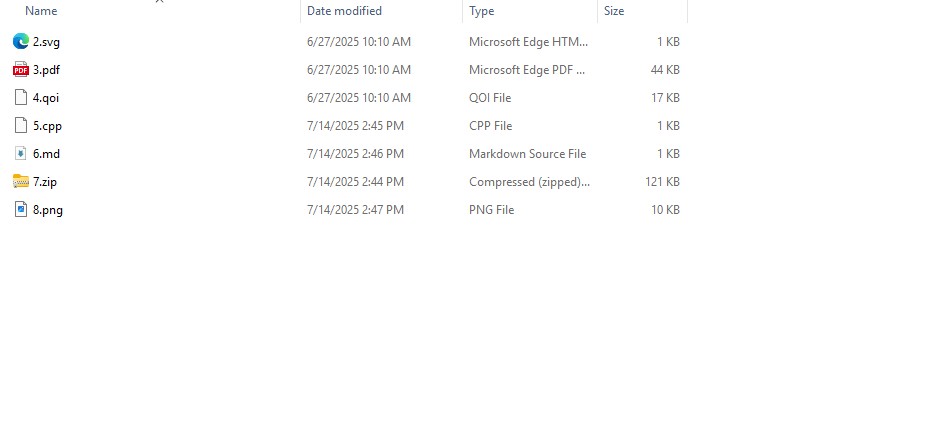 Name Date modified Type Size
2.svg 6/27/2025 10:10 AM Microsoft Edge HTM... 1 KB
PDF 3.pdf 6/27/2025 10:10 AM Microsoft Edge PDF ... 44 KB
4.qoi 6/27/2025 10:10 AM QOI File 17 KB
5.cpp 7/14/2025 2:45 PM CPP File 1 KB
6.md 7/14/2025 2:46 PM Markdown Source File 1 KB
7.zip 7/14/2025 2:44 PM Compressed (zipped)... 121 KB
8.png 7/14/2025 2:47 PM PNG File 10 KB